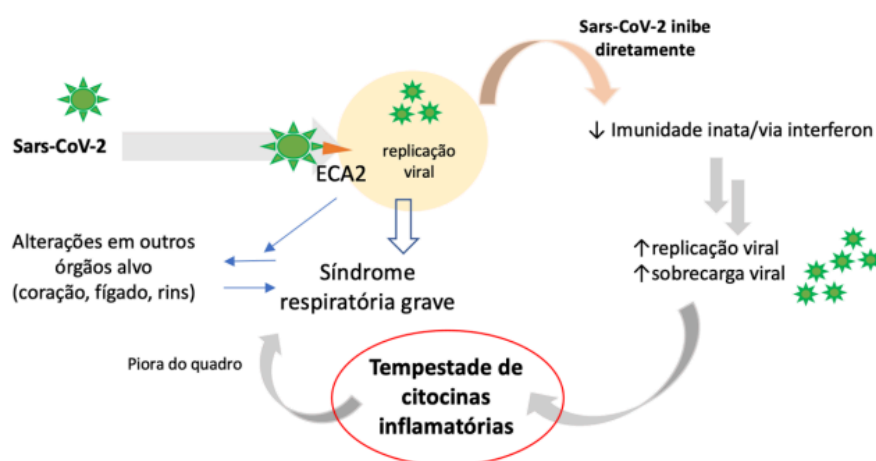 Sars-CoV-2 inibe
diretamente
Sars-CoV-2
ECA2
replicação
viral
↓ Imunidade inata/via interferon
↑replicação viral
↑sobrecarga viral
Alterações em outros
órgãos alvo
(coração, fígado, rins)
Síndrome
respiratória grave
Piora do quadro
Tempestade de
citocinas
inflamatórias